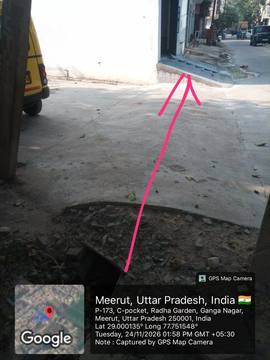 GPS Map Camera
Meerut, Uttar Pradesh, India 🇮🇳
P-173, C-pocket, Radha Garden, Ganga Nagar,
Meerut, Uttar Pradesh 250001, India
Lat 29.000135° Long 77.751548°
Tuesday, 24/11/2026 01:58 PM GMT +05:30
Note : Captured by GPS Map Camera
Google